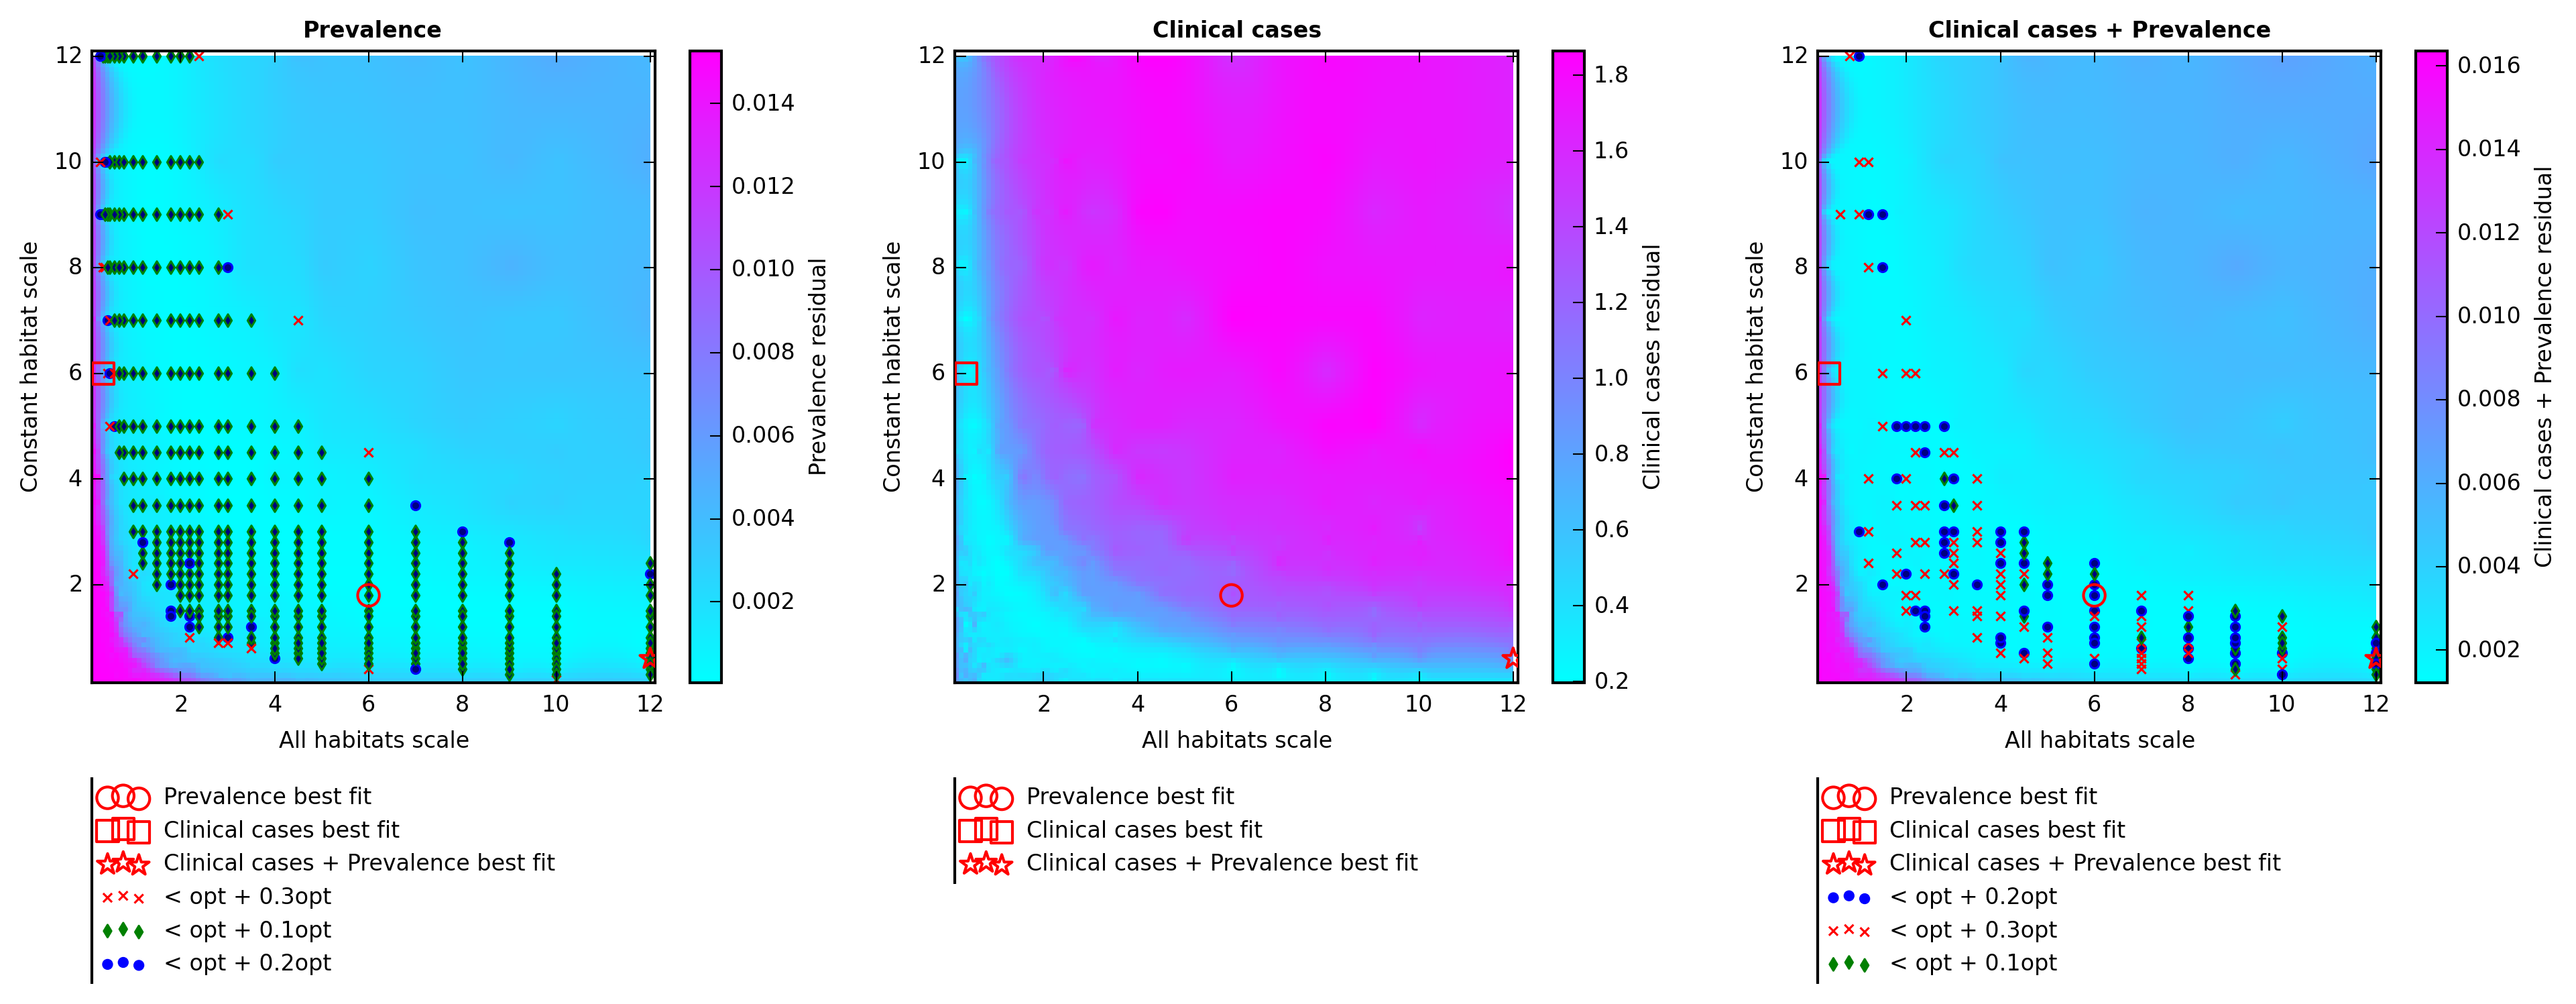 Prevalence
12
10
8
6
4
2
2
4
6
8
10
12
Constant habitat scale
All habitats scale
0.014
0.012
0.010
0.008
0.006
0.004
0.002
Prevalence residual
Prevalence best fit
Clinical cases best fit
Clinical cases + Prevalence best fit
< opt + 0.3opt
< opt + 0.1opt
< opt + 0.2opt
Clinical cases
12
10
8
6
4
2
2
4
6
8
10
12
Constant habitat scale
All habitats scale
1.8
1.6
1.4
1.2
1.0
0.8
0.6
0.4
0.2
Clinical cases residual
Prevalence best fit
Clinical cases best fit
Clinical cases + Prevalence best fit
Clinical cases + Prevalence
12
10
8
6
4
2
2
4
6
8
10
12
Constant habitat scale
All habitats scale
0.016
0.014
0.012
0.010
0.008
0.006
0.004
0.002
Clinical cases + Prevalence residual
Prevalence best fit
Clinical cases best fit
Clinical cases + Prevalence best fit
< opt + 0.2opt
< opt + 0.3opt
< opt + 0.1opt